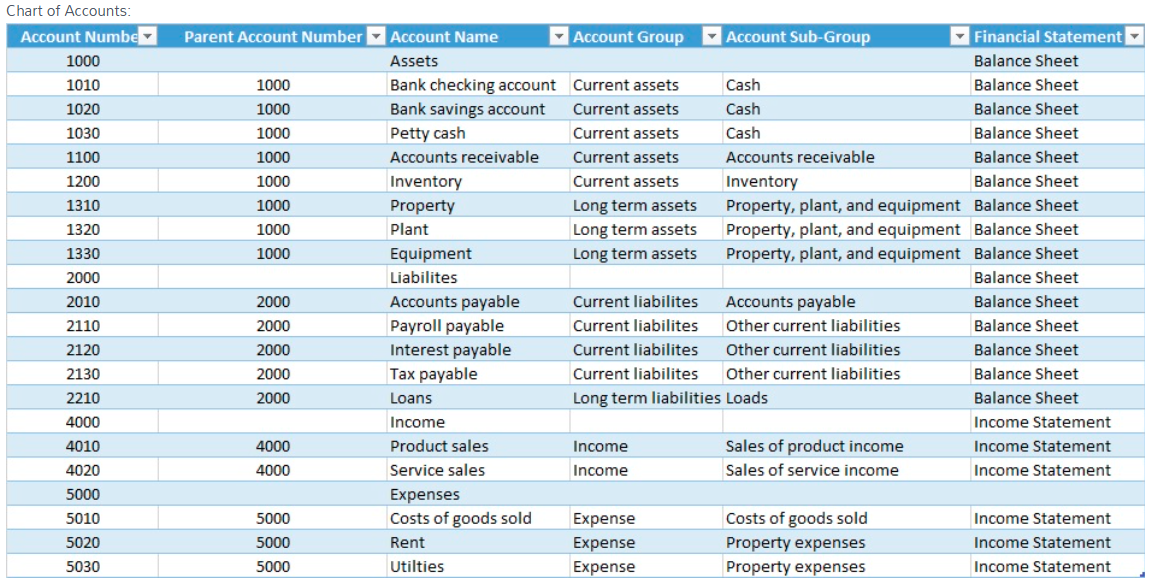 Chart of Accounts:
Account Numbe Parent Account Number Account Name Account Group Account Sub-Group Financial Statement
1000 Assets Balance Sheet
1010 1000 Bank checking account Current assets Cash Balance Sheet
1020 1000 Bank savings account Current assets Cash Balance Sheet
1030 1000 Petty cash Current assets Cash Balance Sheet
1100 1000 Accounts receivable Current assets Accounts receivable Balance Sheet
1200 1000 Inventory Current assets Inventory Balance Sheet
1310 1000 Property Long term assets Property, plant, and equipment Balance Sheet
1320 1000 Plant Long term assets Property, plant, and equipment Balance Sheet
1330 1000 Equipment Long term assets Property, plant, and equipment Balance Sheet
2000 Liabilites Balance Sheet
2010 2000 Accounts payable Current liabilites Accounts payable Balance Sheet
2110 2000 Payroll payable Current liabilites Other current liabilities Balance Sheet
2120 2000 Interest payable Current liabilites Other current liabilities Balance Sheet
2130 2000 Tax payable Current liabilites Other current liabilities Balance Sheet
2210 2000 Loans Long term liabilities Loads Balance Sheet
4000 Income Income Statement
4010 4000 Product sales Income Sales of product income Income Statement
4020 4000 Service sales Income Sales of service income Income Statement
5000 Expenses
5010 5000 Costs of goods sold Expense Costs of goods sold Income Statement
5020 5000 Rent Expense Property expenses Income Statement
5030 5000 Utilties Expense Property expenses Income Statement